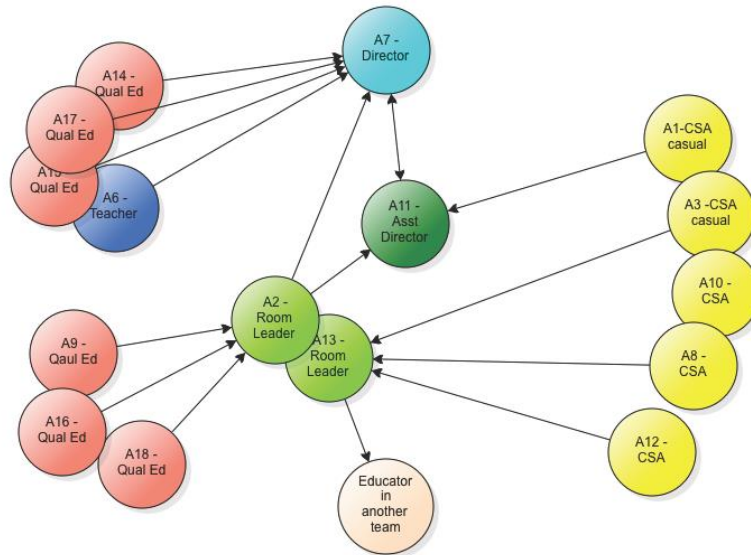 A7 -
Director
A14 -
Qual Ed
A17 -
Qual Ed
A15 -
Qual Ed
A6 -
Teacher
A1-CSA
casual
A3 -CSA
casual
A11 -
Asst
Director
A10 -
CSA
A2 -
Room
Leader
A13 -
Room
Leader
A9 -
Qaul Ed
A8 -
CSA
A16 -
Qual Ed
A18 -
Qual Ed
A12 -
CSA
Educator
in
another
team